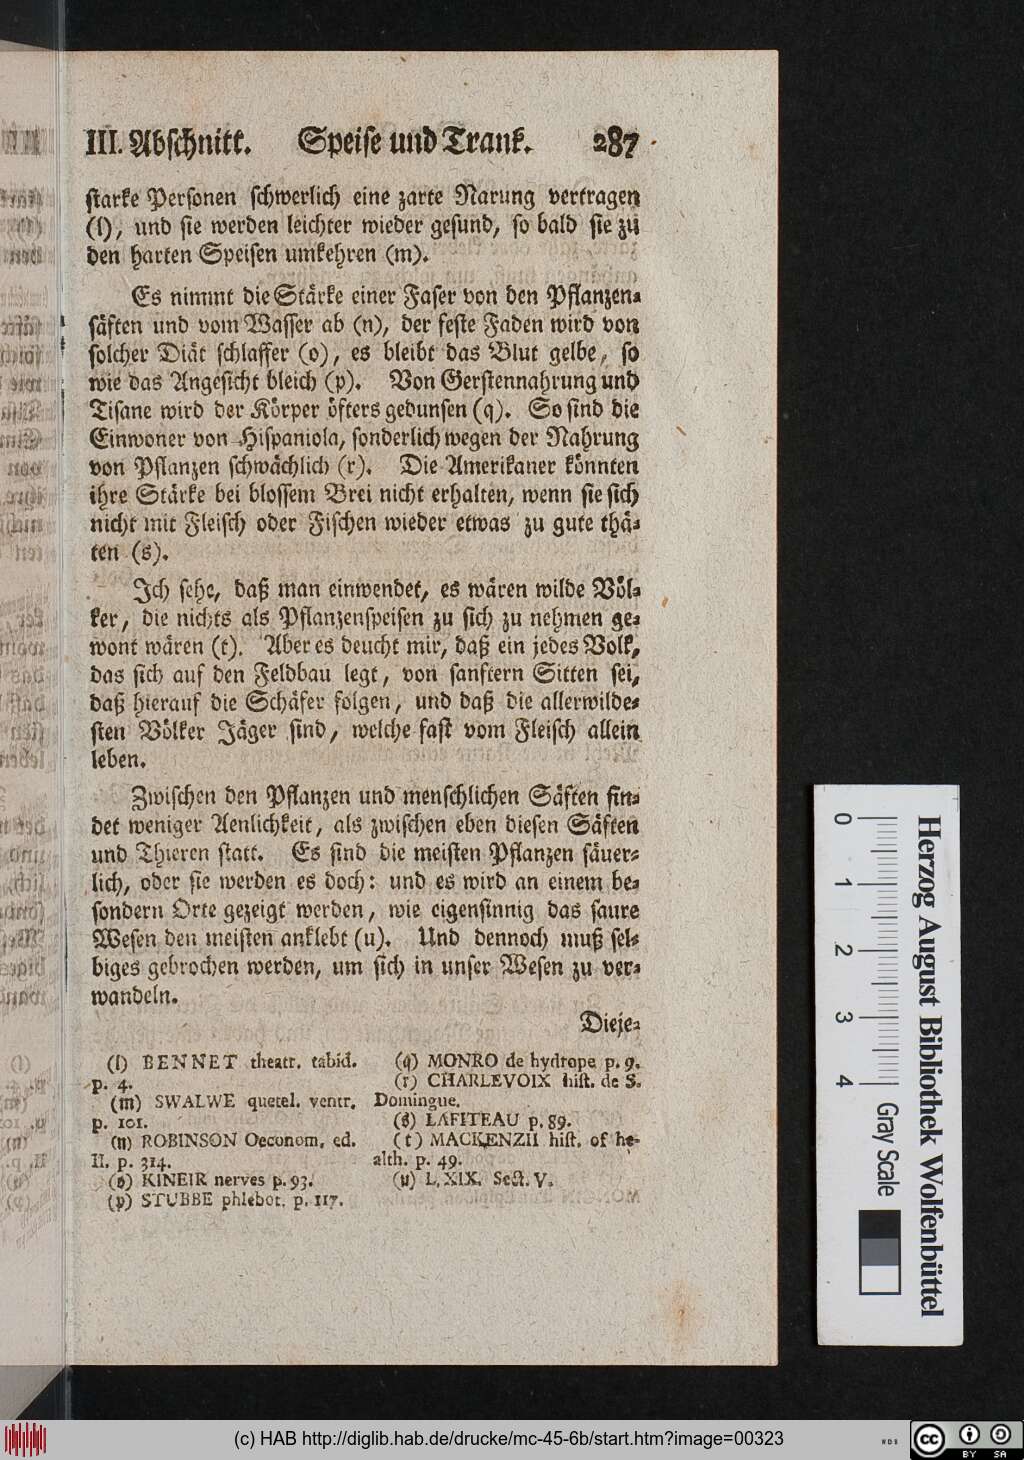 III. Abschnitt. Speise und Trank. 287
starke Personen schwerlich eine zarte Narung vertragen
(l), und sie werden leichter wieder gesund, so bald sie zu
den harten Speisen umkehren (m).
Es nimmt die Stärke einer Faser von den Pflanzen-
säften und vom Wasser ab (n), der feste Faden wird von
solcher Diät schlaffer (o), es bleibt das Blut gelbe, so
wie das Angesicht bleich (p). Von Gerstennahrung und
Tisane wird der Körper öfters gedunsen (q). So sind die
Einwoner von Hispaniola, sonderlich wegen der Nahrung
von Pflanzen schwächlich (r). Die Amerikaner könnten
ihre Stärke bei blossem Brei nicht erhalten, wenn sie sich
nicht mit Fleisch oder Fischen wieder etwas zu gute thä-
ten (s).
Ich sehe, daß man einwendet, es wären wilde Völ-
ker, die nichts als Pflanzenspeisen zu sich zu nehmen ge-
wont wären (t). Aber es deucht mir, daß ein jedes Volk,
das sich auf den Feldbau legt, von sanftern Sitten sei,
daß hierauf die Schäfer folgen, und daß die allerwilde-
sten Völker Jäger sind, welche fast vom Fleisch allein
leben.
Zwischen den Pflanzen und menschlichen Säften fin-
det weniger Aenlichkeit, als zwischen eben diesen Säften
und Thieren statt. Es sind die meisten Pflanzen säuer-
lich, oder sie werden es doch: und es wird an einem be-
sondern Orte gezeigt werden, wie eigensinnig das saure
Wesen den meisten anklebt (u). Und dennoch muß sel-
biges gebrochen werden, um sich in unser Wesen zu ver-
wandeln.
Dieje-
(l) BENNET theatr. tabid.
p. 4.
(m) SWALWE querel. ventr.
p. 101.
(n) ROBINSON Oeconom. ed.
II. p. 314.
(o) KINEIR nerves p. 93.
(p) STUBBE phlebot. p. 117.
(q) MONRO de hydrope p. 9.
(r) CHARLEVOIX hist. de S.
Domingue.
(s) LAFITEAU p. 89.
(t) MACKENZII hist. of he-
alth. p. 49.
(u) L. XIX. Sect. V.
0 1 2 3 4
Gray Scale
Herzog August Bibliothek Wolfenbüttel
(c) HAB http://diglib.hab.de/drucke/mc-45-6b/start.htm?image=00323
cc BY SA